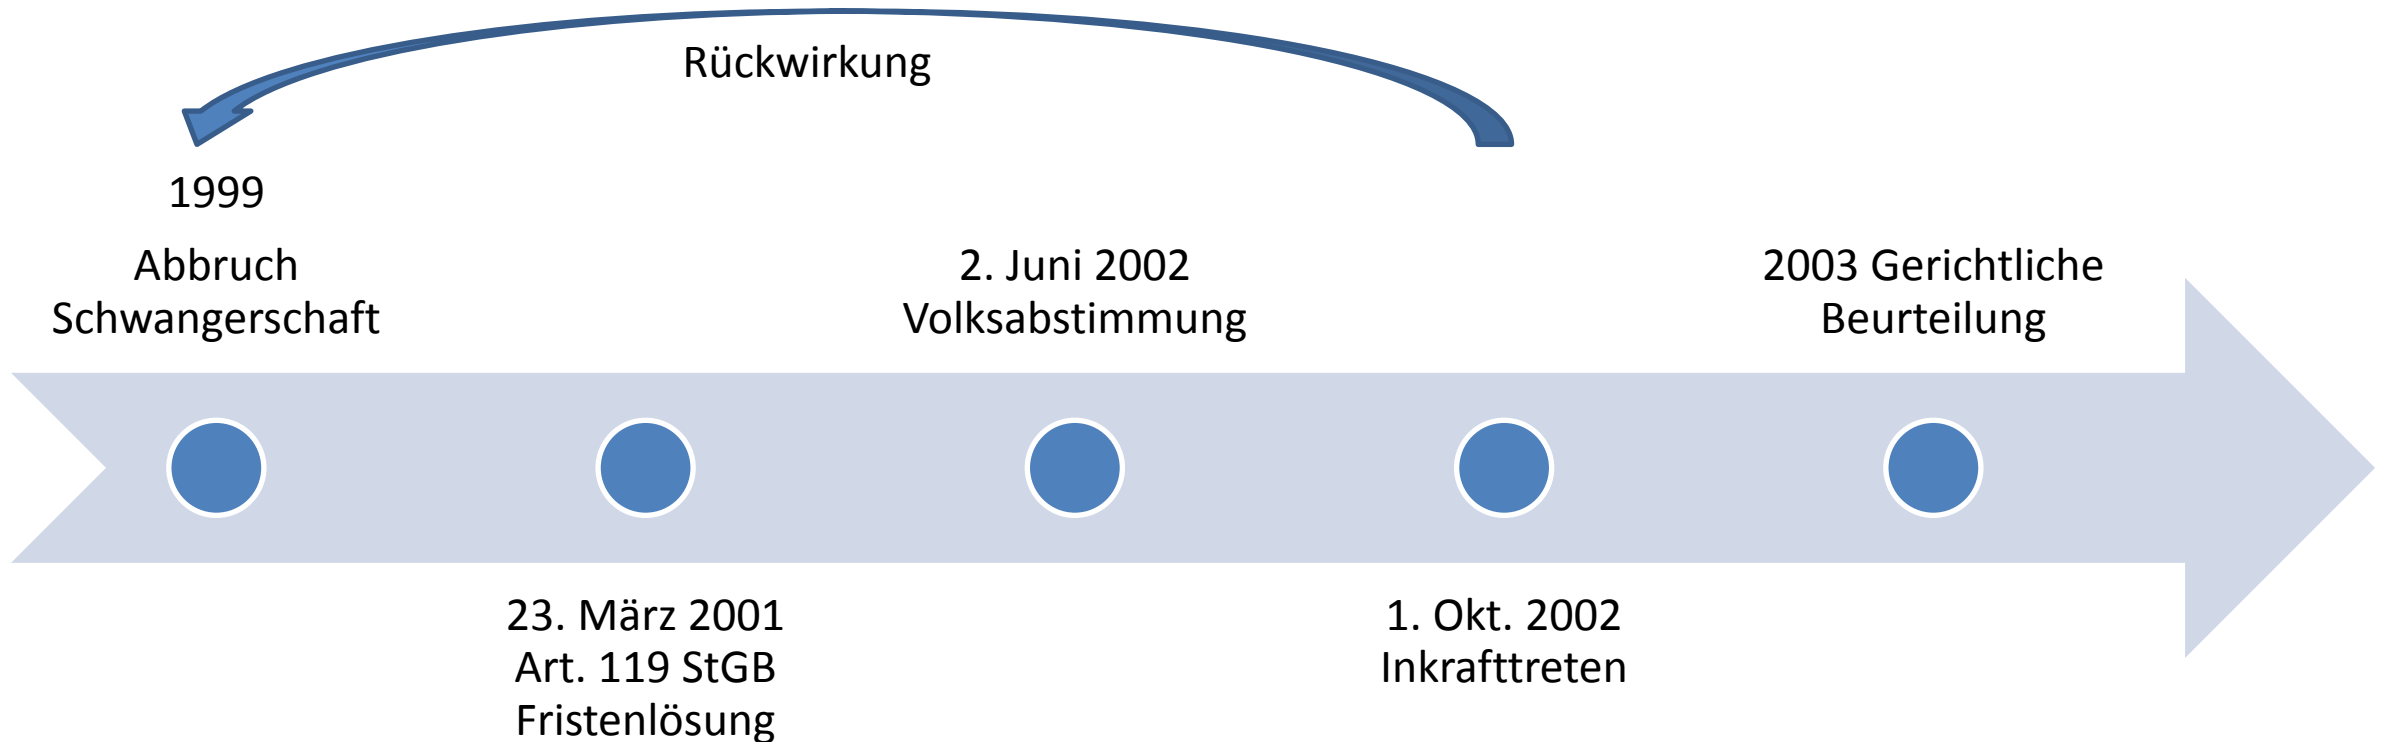 Rückwirkung
1999
Abbruch
Schwangerschaft
23. März 2001
Art. 119 StGB
Fristenlösung
2. Juni 2002
Volksabstimmung
1. Okt. 2002
Inkrafttreten
2003 Gerichtliche
Beurteilung